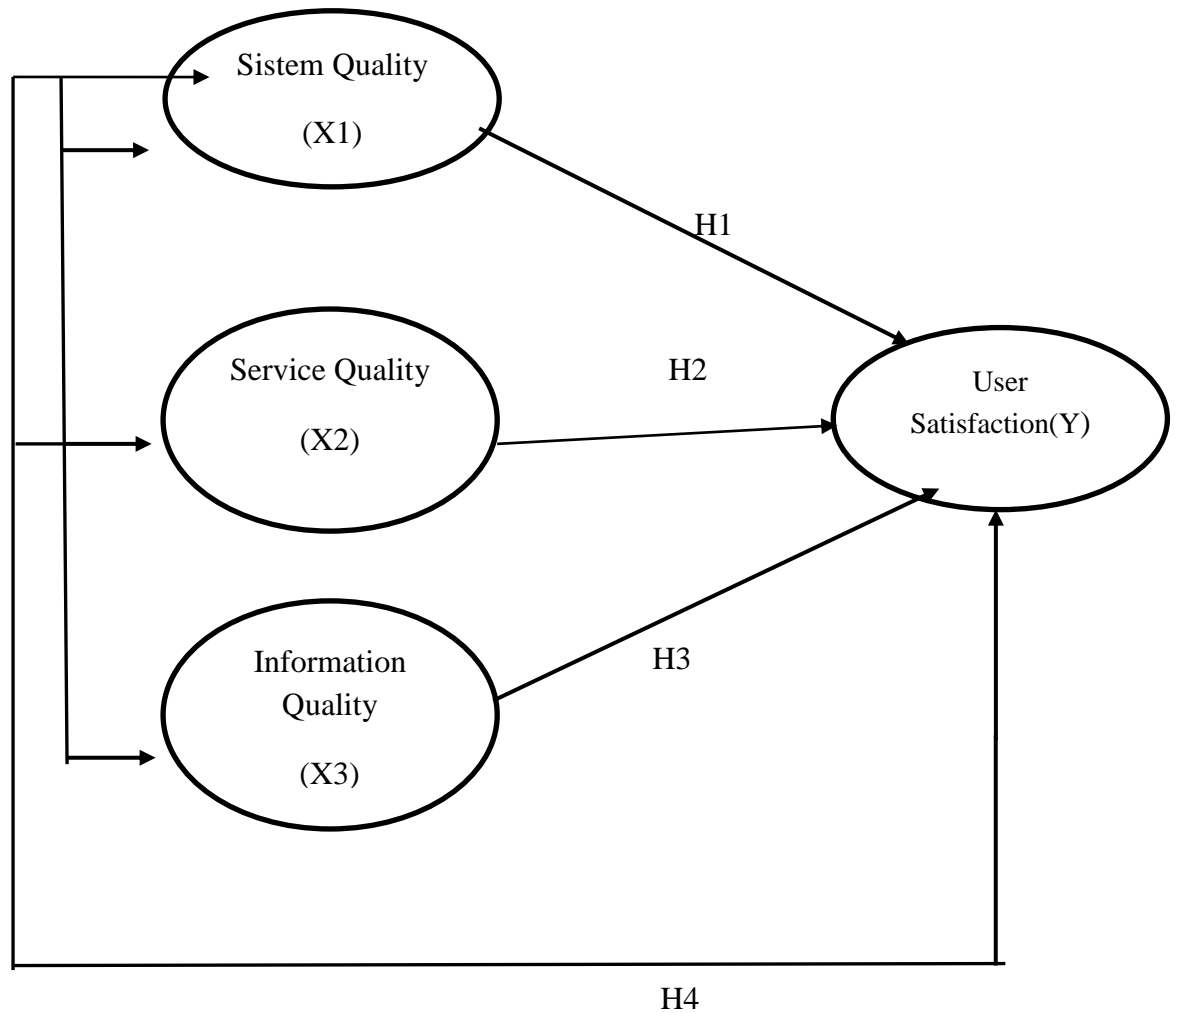 Sistem Quality
(X1)
H1
Service Quality
(X2)
H2
User
Satisfaction(Y)
Information
Quality
(X3)
H3
H4